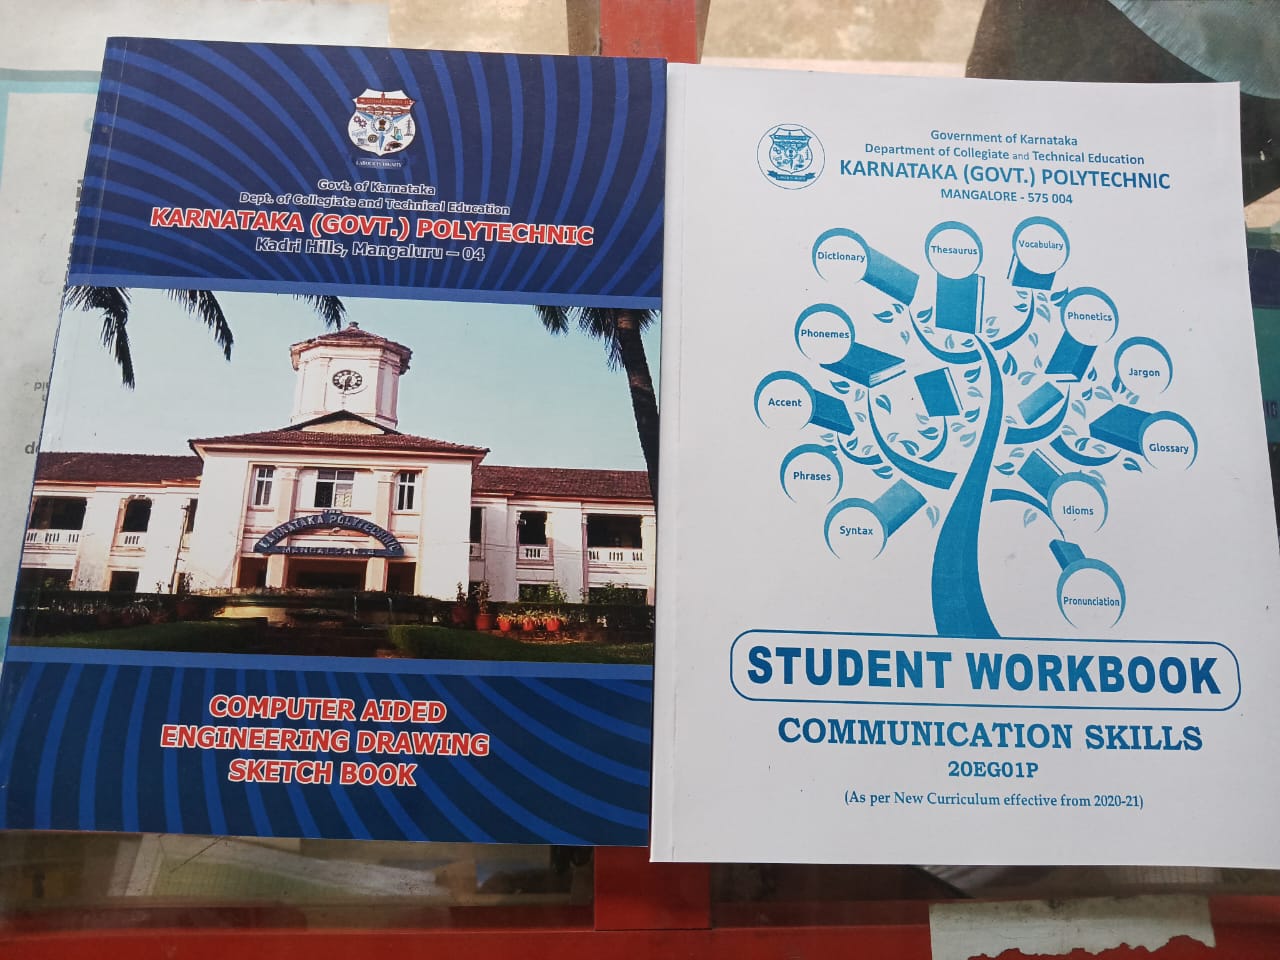 Govt. of Karnataka
Dept. of Collegiate and Technical Education
KARNATAKA (GOVT.) POLYTECHNIC
Kadri Hills, Mangaluru – 04
KARNATAKA POLYTECHNIC
COMPUTER AIDED
ENGINEERING DRAWING
SKETCH BOOK
Government of Karnataka
Department of Collegiate and Technical Education
KARNATAKA (GOVT.) POLYTECHNIC
MANGALORE - 575 004
Dictionary
Thesaurus
Vocabulary
Phonemes
Phonetics
Accent
Jargon
Phrases
Glossary
Syntax
Idioms
Pronunciation
STUDENT WORKBOOK
COMMUNICATION SKILLS
20EG01P
(As per New Curriculum effective from 2020-21)